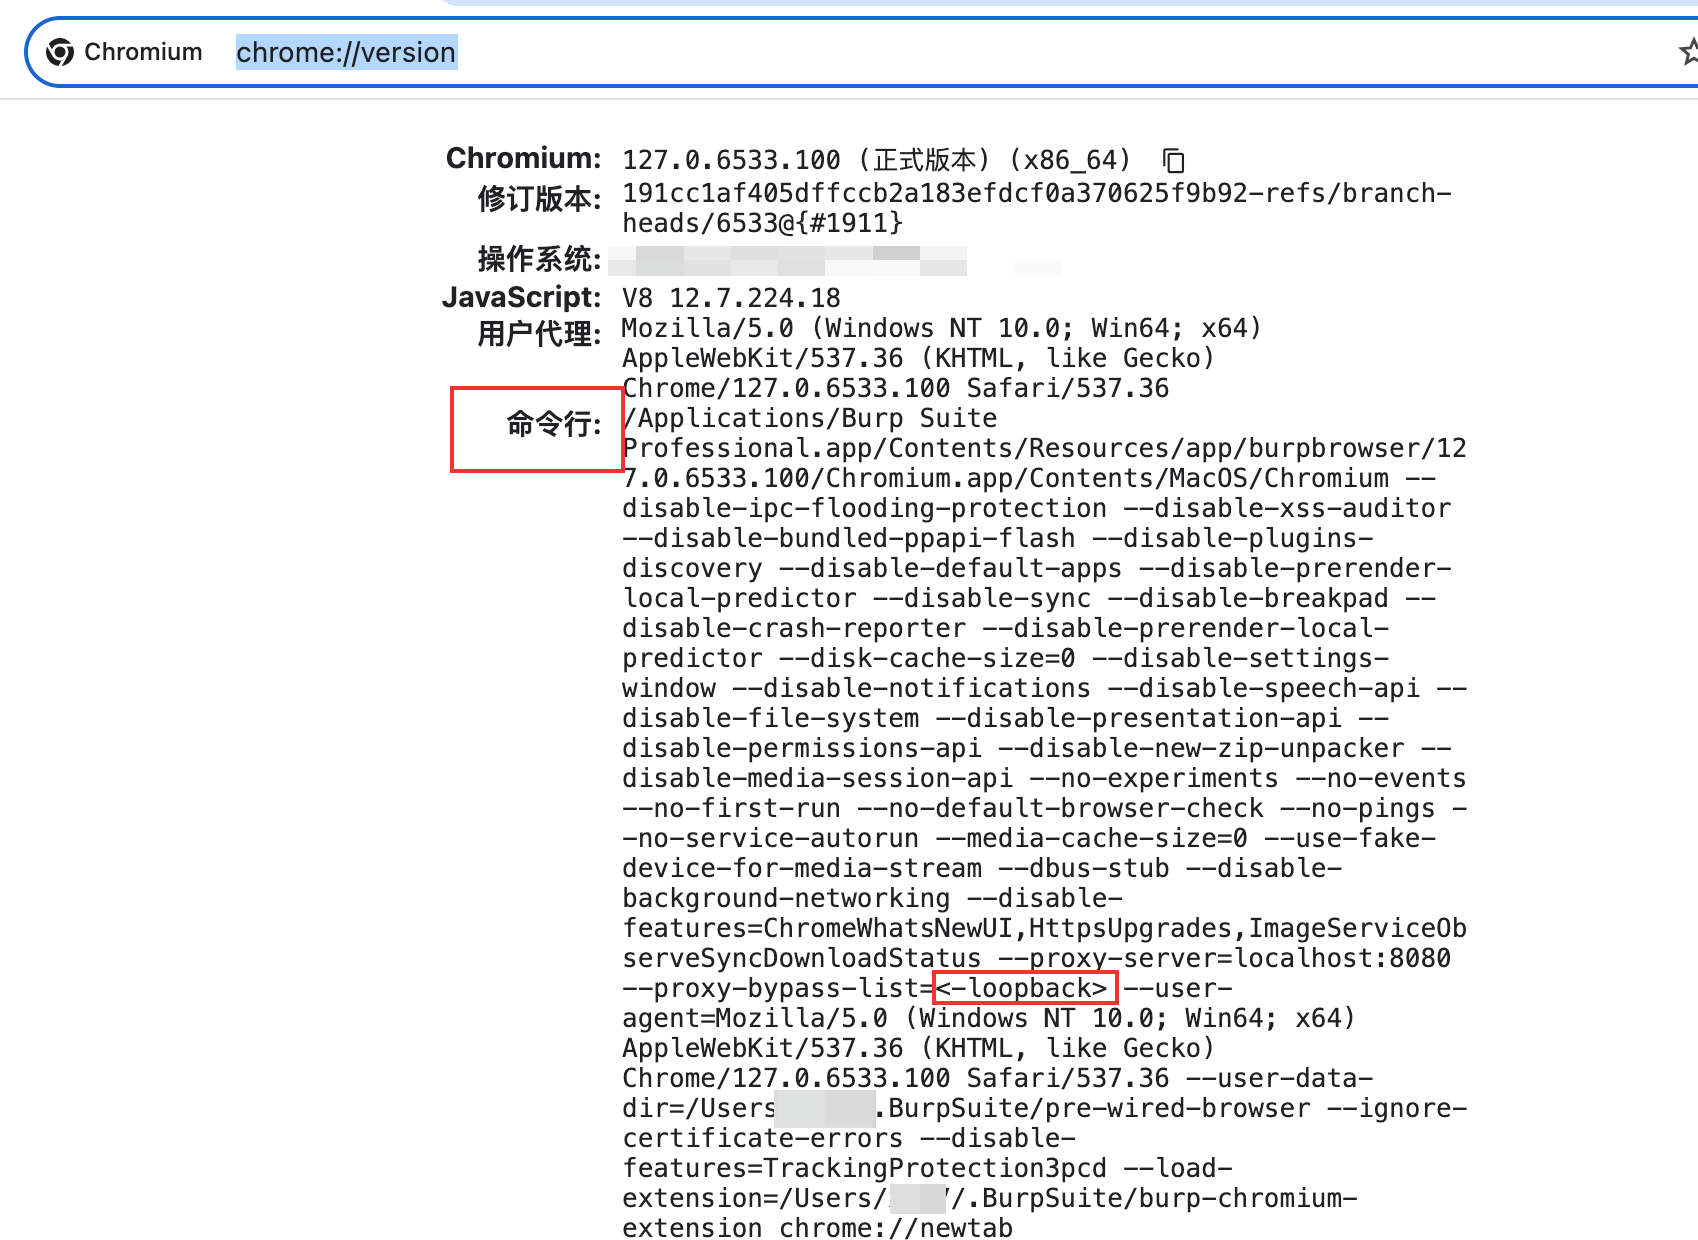 Chromium chrome://version
Chromium: 127.0.6533.100 (正式版本) (x86_64)
修订版本: 191cc1af405dffccb2a183efdcf0a370625f9b92-refs/branch-
heads/6533@{#1911}
操作系统:
JavaScript: V8 12.7.224.18
用户代理: Mozilla/5.0 (Windows NT 10.0; Win64; x64)
AppleWebKit/537.36 (KHTML, like Gecko)
Chrome/127.0.6533.100 Safari/537.36
命令行: /Applications/Burp Suite
Professional.app/Contents/Resources/app/burpbrowser/12
7.0.6533.100/Chromium.app/Contents/MacOS/Chromium --
disable-ipc-flooding-protection --disable-xss-auditor
--disable-bundled-ppapi-flash --disable-plugins-
discovery --disable-default-apps --disable-prerender-
local-predictor --disable-sync --disable-breakpad --
disable-crash-reporter --disable-prerender-local-
predictor --disk-cache-size=0 --disable-settings-
window --disable-notifications --disable-speech-api --
disable-file-system --disable-presentation-api --
disable-permissions-api --disable-new-zip-unpacker --
disable-media-session-api --no-experiments --no-events
--no-first-run --no-default-browser-check --no-pings -
-no-service-autorun --media-cache-size=0 --use-fake-
device-for-media-stream --dbus-stub --disable-
background-networking --disable-
features=ChromeWhatsNewUI,HttpsUpgrades,ImageServiceOb
serveSyncDownloadStatus --proxy-server=localhost:8080
--proxy-bypass-list=<-loopback> --user-
agent=Mozilla/5.0 (Windows NT 10.0; Win64; x64)
AppleWebKit/537.36 (KHTML, like Gecko)
Chrome/127.0.6533.100 Safari/537.36 --user-data-
dir=/Users .BurpSuite/pre-wired-browser --ignore-
certificate-errors --disable-
features=TrackingProtection3pcd --load-
extension=/Users/ /.BurpSuite/burp-chromium-
extension chrome://newtab